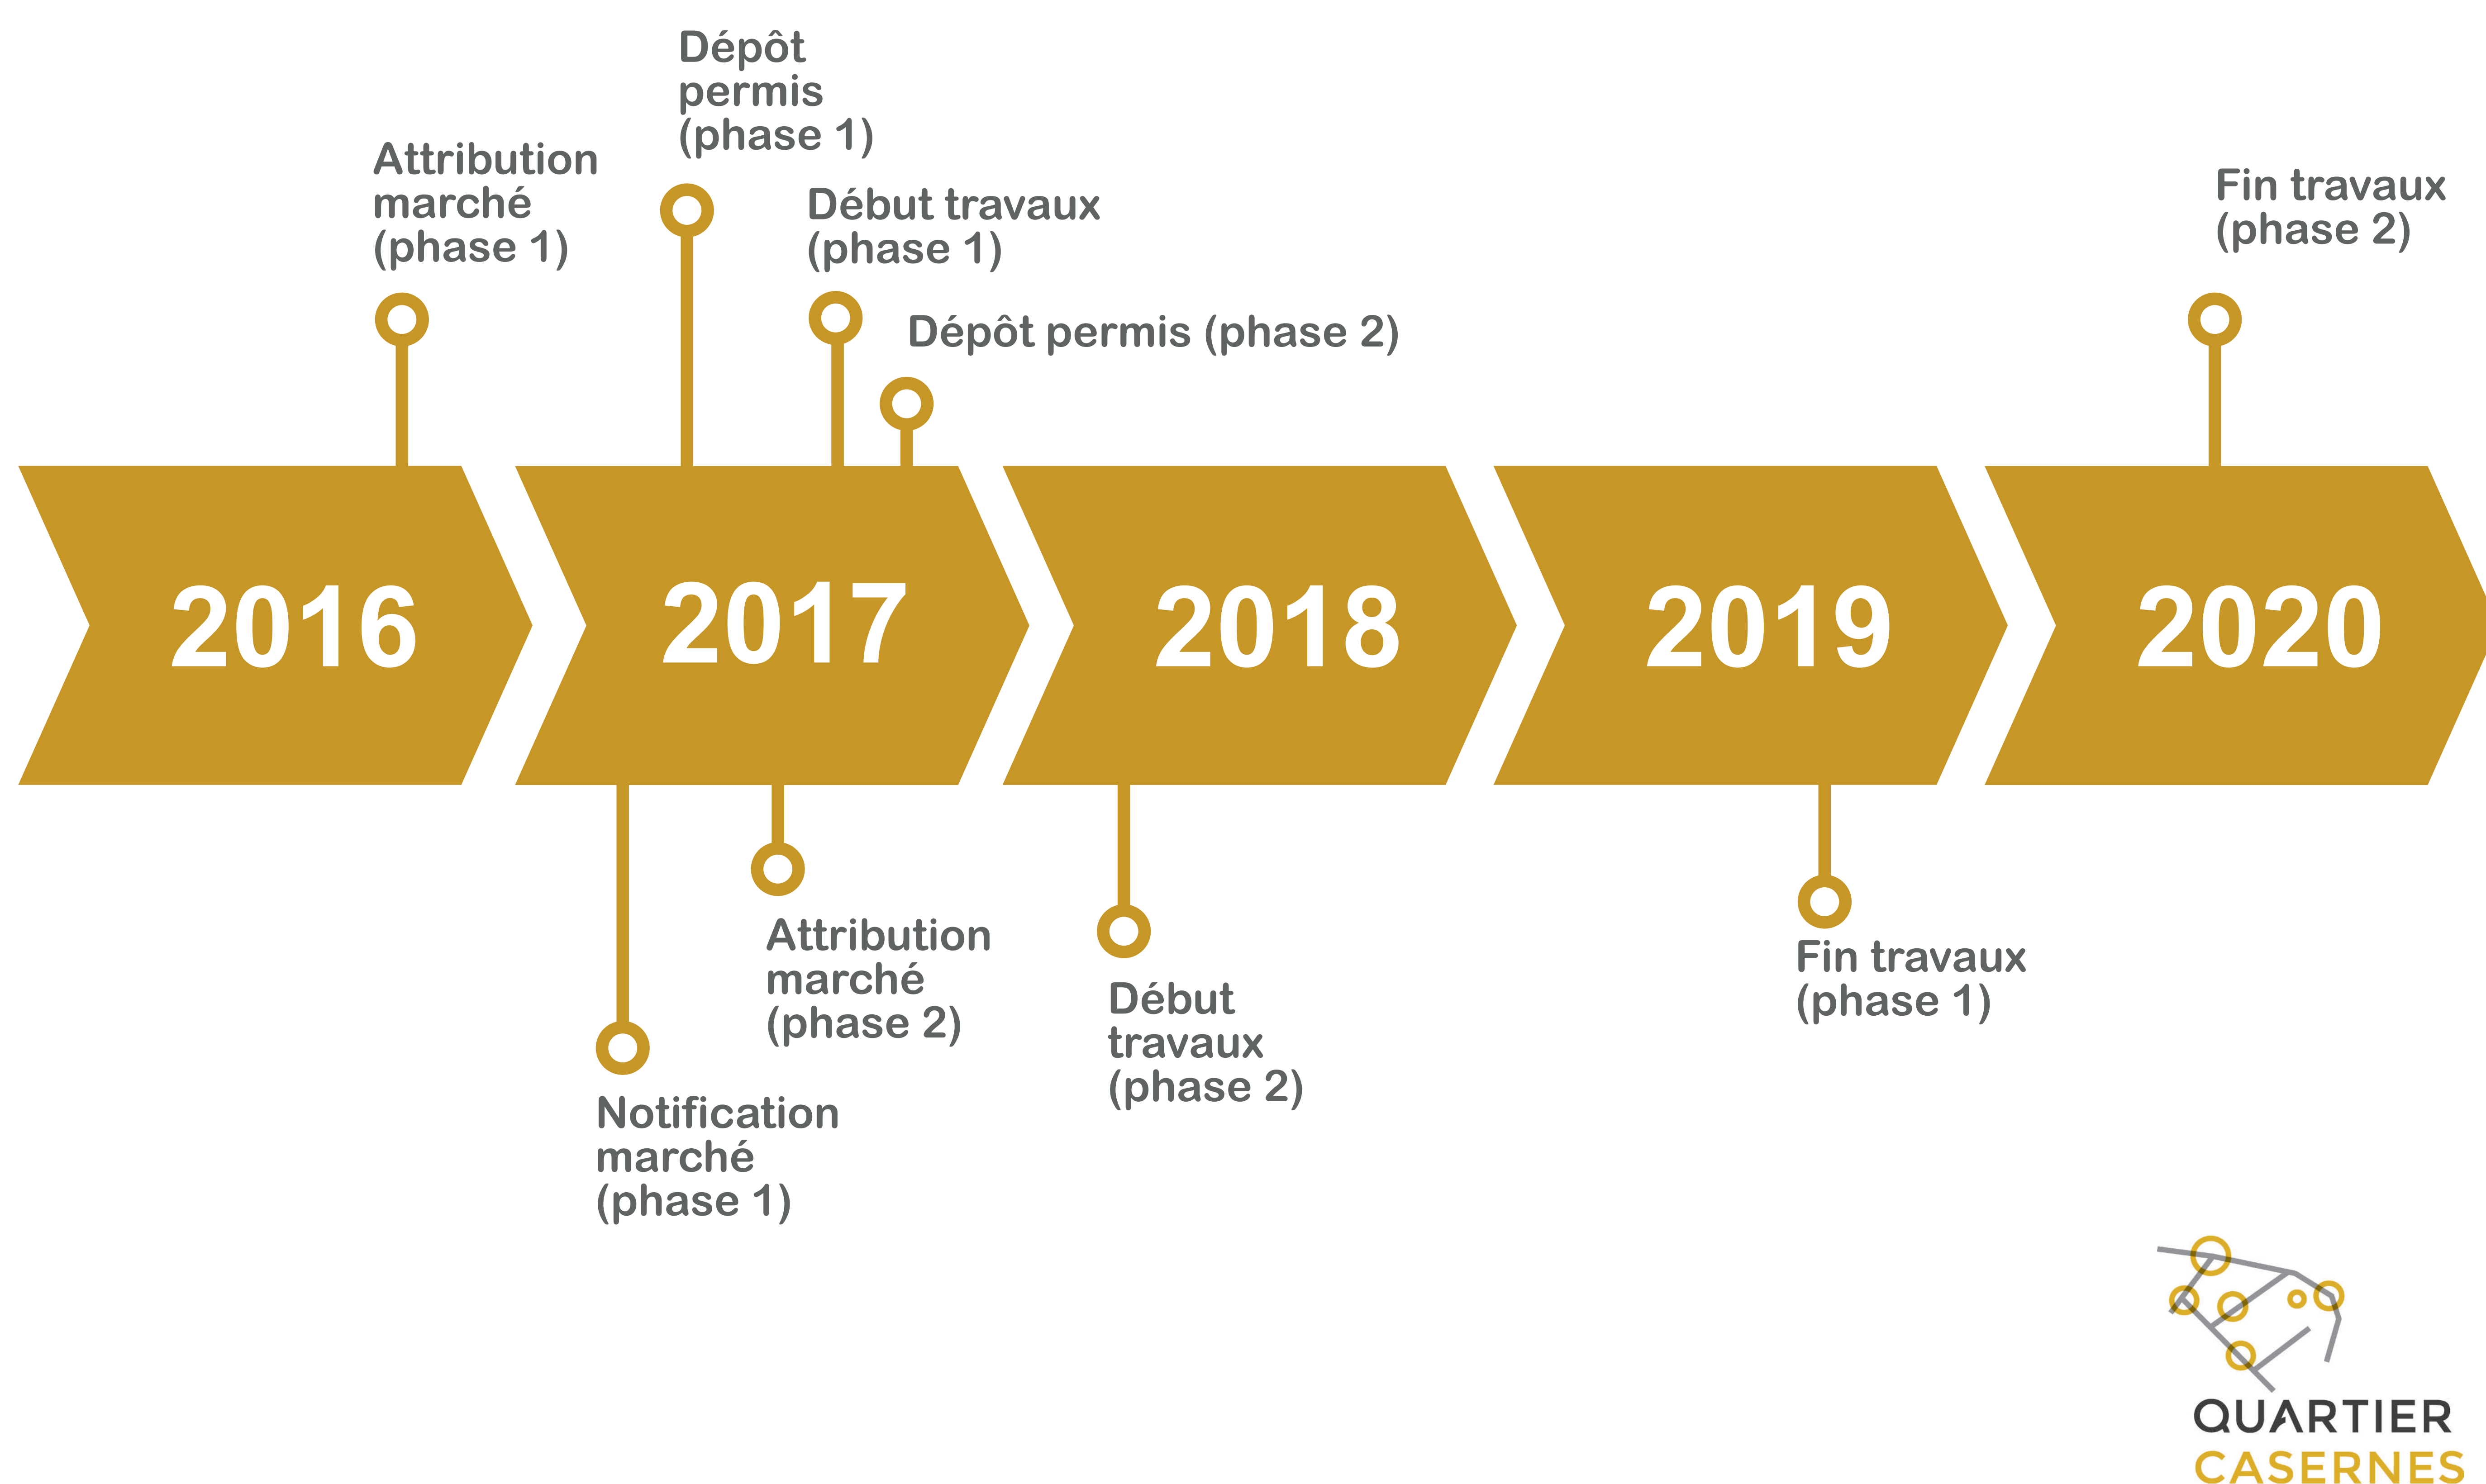 Dépôt
permis
(phase 1)
Attribution
marché
(phase 1)
Début travaux
(phase 1)
Dépôt permis (phase 2)
Fin travaux
(phase 2)
2016
2017
2018
2019
2020
Attribution
marché
(phase 2)
Notification
marché
(phase 1)
Début
travaux
(phase 2)
Fin travaux
(phase 1)
QUARTIER
CASERNES